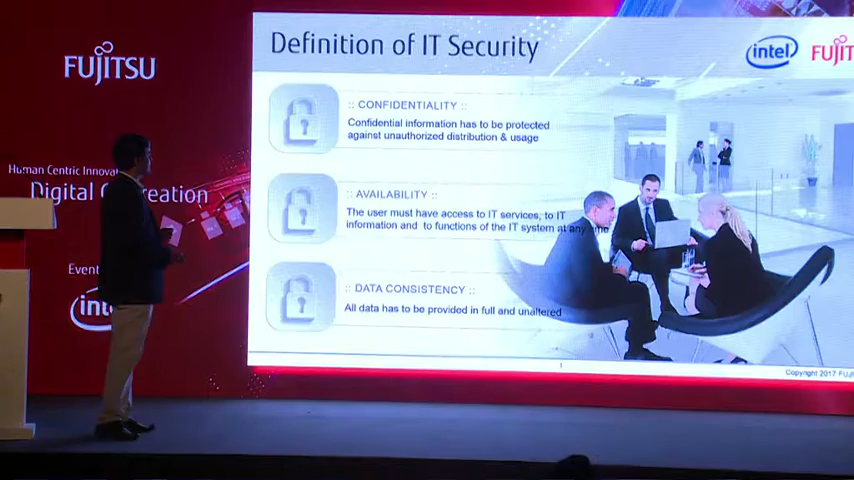 FUJITSU
Human Centric Innova
Digital C reation
Event
inte
Definition of IT Security
intel
FUJIT
:: CONFIDENTIALITY ::
Confidential information has to be protected
against unauthorized distribution & usage
:: AVAILABILITY ::
The user must have access to IT services, to IT
information and to functions of the IT system at any time
:: DATA CONSISTENCY ::
All data has to be provided in full and unaltered
1
Copyright 2017 FUJI